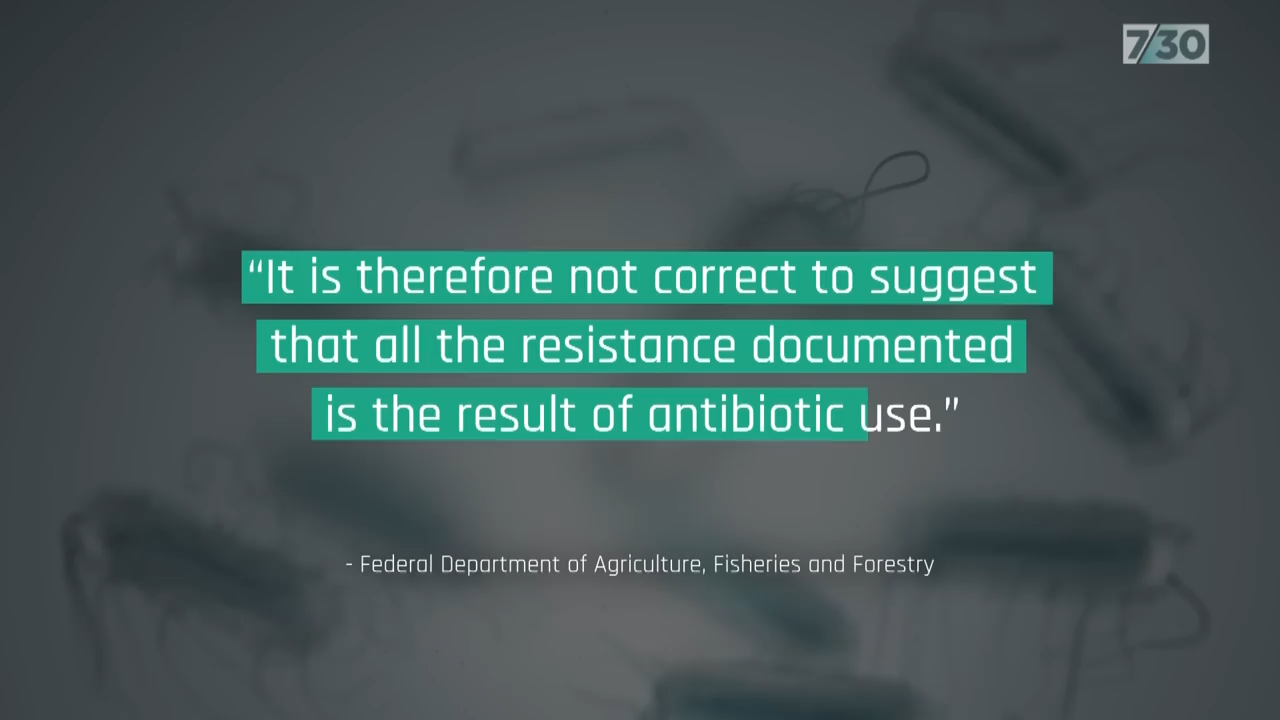 7/30
“It is therefore not correct to suggest
that all the resistance documented
is the result of antibiotic use.”
- Federal Department of Agriculture, Fisheries and Forestry